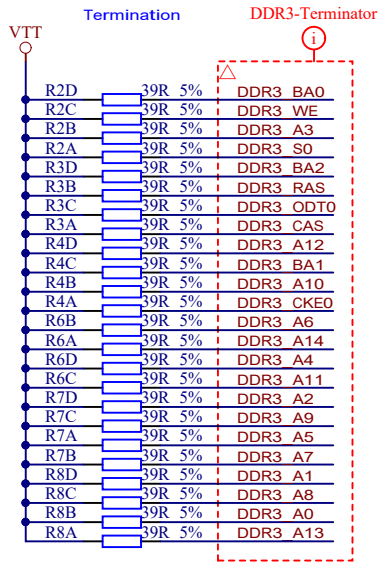 Termination
DDR3-Terminator
VTT
i
R2D 39R 5% DDR3_BA0
R2C 39R 5% DDR3_WE
R2B 39R 5% DDR3_A3
R2A 39R 5% DDR3_S0
R3D 39R 5% DDR3_BA2
R3B 39R 5% DDR3_RAS
R3C 39R 5% DDR3_ODT0
R3A 39R 5% DDR3_CAS
R4D 39R 5% DDR3_A12
R4C 39R 5% DDR3_BA1
R4B 39R 5% DDR3_A10
R4A 39R 5% DDR3_CKE0
R6B 39R 5% DDR3_A6
R6A 39R 5% DDR3_A14
R6D 39R 5% DDR3_A4
R6C 39R 5% DDR3_A11
R7D 39R 5% DDR3_A2
R7C 39R 5% DDR3_A9
R7A 39R 5% DDR3_A5
R7B 39R 5% DDR3_A7
R8D 39R 5% DDR3_A1
R8C 39R 5% DDR3_A8
R8B 39R 5% DDR3_A0
R8A 39R 5% DDR3_A13